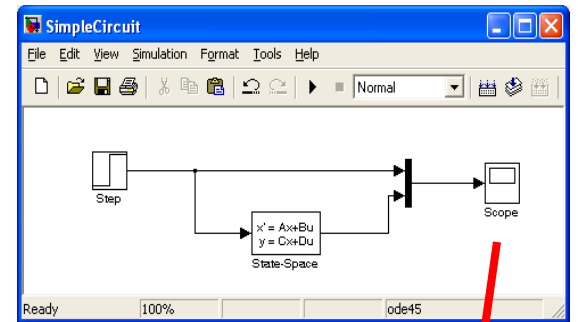 SimpleCircuit
File Edit View Simulation Format Tools Help
Normal
Step
x' = Ax+Bu
y = Cx+Du
State-Space
Scope
Ready 100% ode45